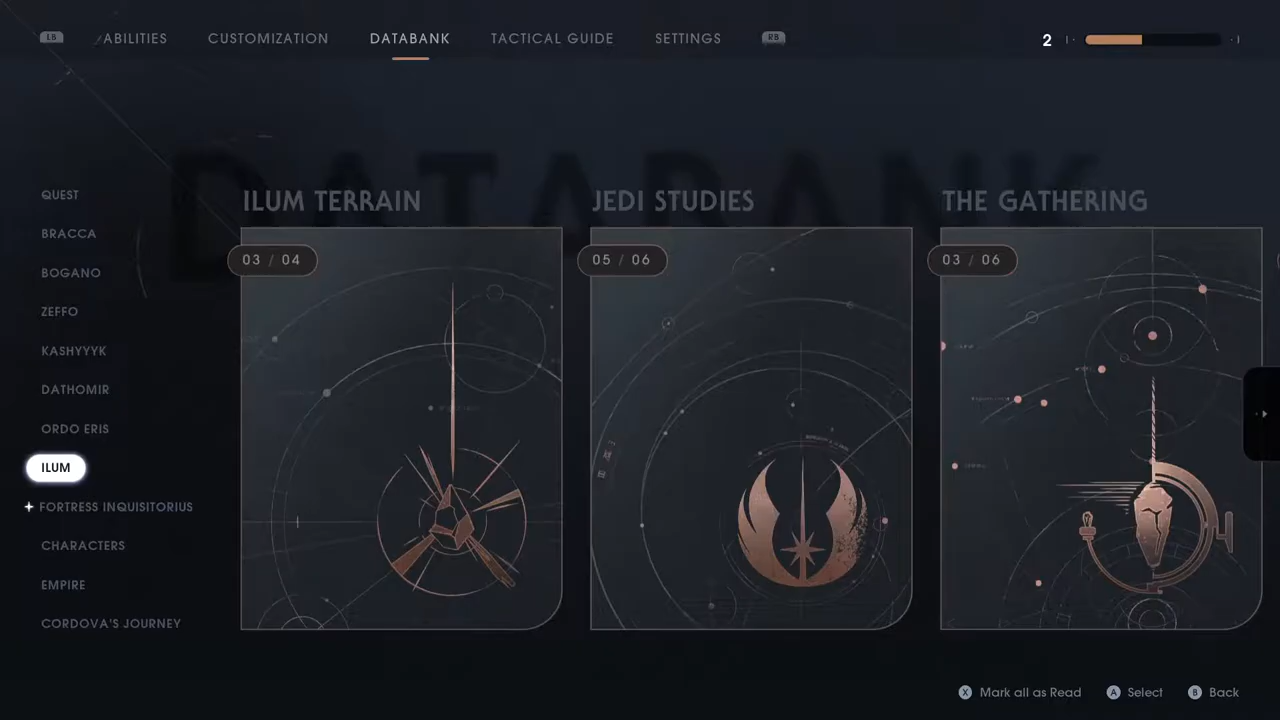 LB ABILITIES CUSTOMIZATION DATABANK TACTICAL GUIDE SETTINGS RB 2
DATABANK
QUEST
BRACCA
BOGANO
ZEFFO
KASHYYYK
DATHOMIR
ORDO ERIS
ILUM
FORTRESS INQUISITORIUS
CHARACTERS
EMPIRE
CORDOVA'S JOURNEY
ILUM TERRAIN
03 / 04
JEDI STUDIES
05 / 06
THE GATHERING
03 / 06
X Mark all as Read A Select B Back